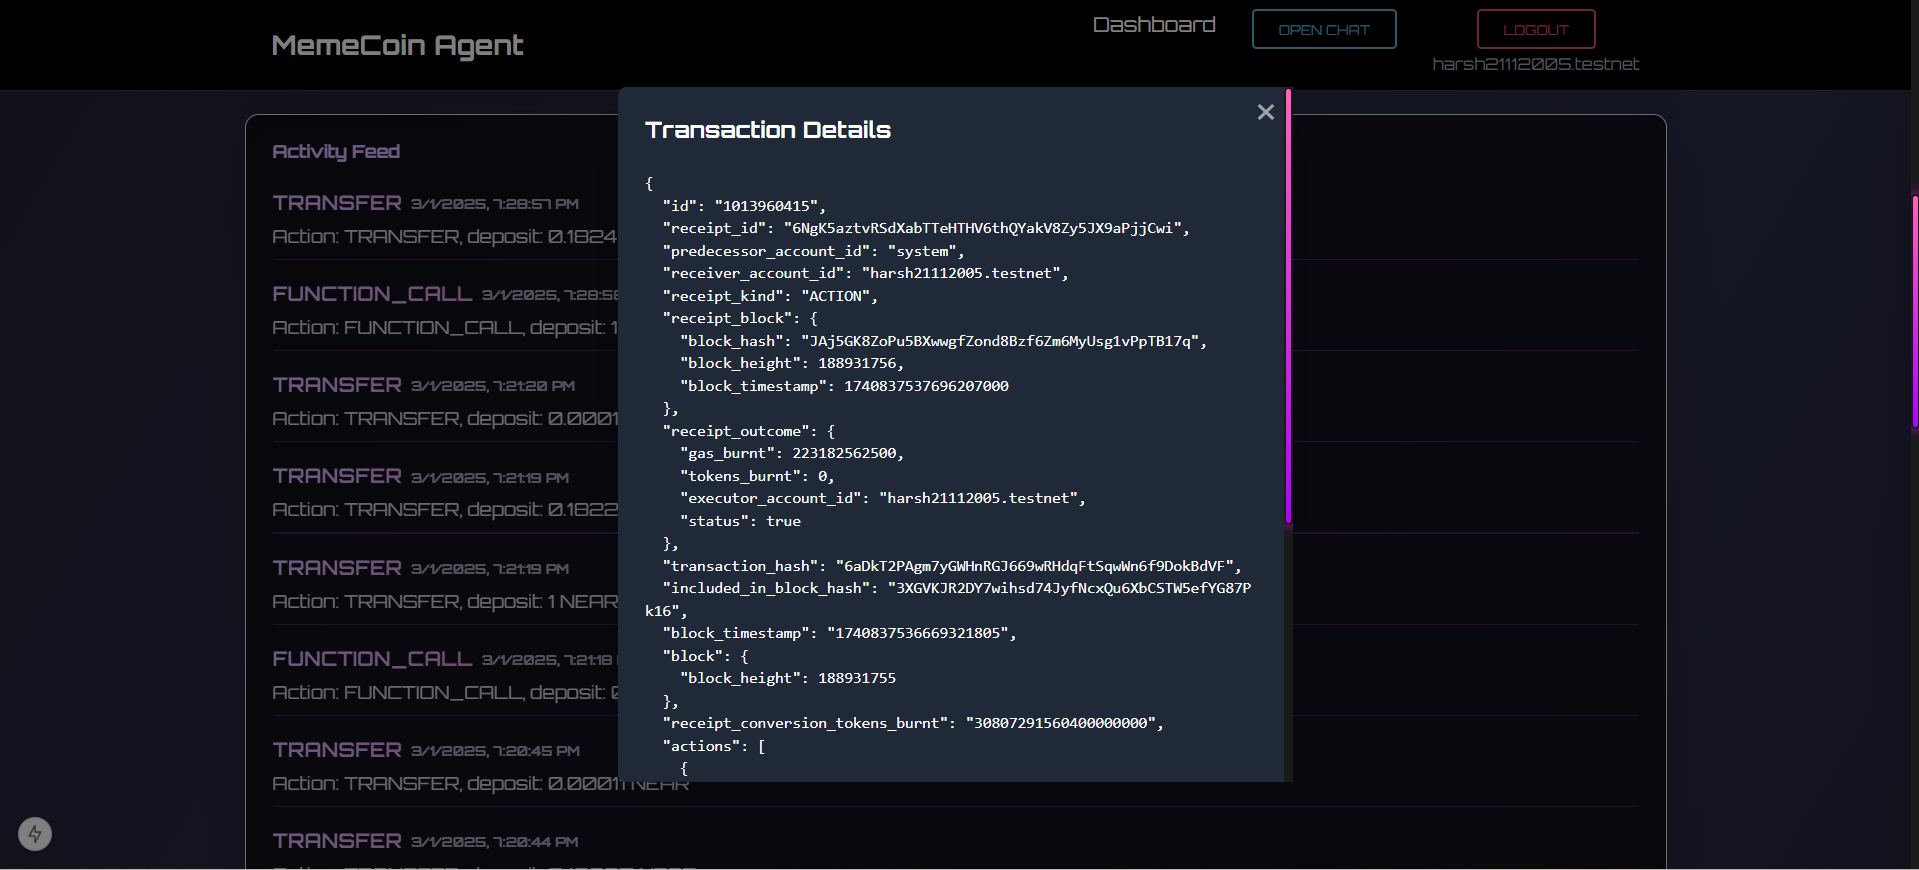 MemeCoin Agent
Dashboard
OPEN CHAT
LOGOUT
harsh21112005.testnet
Activity Feed
TRANSFER 3/1/2025, 7:28:57 PM
Action: TRANSFER, deposit: 0.1824
FUNCTION_CALL 3/1/2025, 7:28:56
Action: FUNCTION_CALL, deposit: 1
TRANSFER 3/1/2025, 7:21:20 PM
Action: TRANSFER, deposit: 0.0001
TRANSFER 3/1/2025, 7:21:19 PM
Action: TRANSFER, deposit: 0.1822
TRANSFER 3/1/2025, 7:21:19 PM
Action: TRANSFER, deposit: 1 NEAR
FUNCTION_CALL 3/1/2025, 7:21:18
Action: FUNCTION_CALL, deposit: 0
TRANSFER 3/1/2025, 7:20:45 PM
Action: TRANSFER, deposit: 0.00011 NEAR
TRANSFER 3/1/2025, 7:20:44 PM
Transaction Details
{
"id": "1013960415",
"receipt_id": "6NgK5aztvRSdXabTTeHTHV6thQYakV8Zy5JX9aPjjCwi",
"predecessor_account_id": "system",
"receiver_account_id": "harsh21112005.testnet",
"receipt_kind": "ACTION",
"receipt_block": {
"block_hash": "JAj5GK8ZoPu5BXwwgfZond8Bzf6Zm6MyUsg1vPpTB17q",
"block_height": 188931756,
"block_timestamp": 1740837537696207000
},
"receipt_outcome": {
"gas_burnt": 223182562500,
"tokens_burnt": 0,
"executor_account_id": "harsh21112005.testnet",
"status": true
},
"transaction_hash": "6aDkT2PAgm7yGWHnRGJ669wRHdqFtSqwWn6f9DokBdVF",
"included_in_block_hash": "3XGVKJR2DY7wihsd74JyfNcxQu6XbCSTW5efYG87P
k16",
"block_timestamp": "1740837536669321805",
"block": {
"block_height": 188931755
},
"receipt_conversion_tokens_burnt": "30807291560400000000",
"actions": [
{